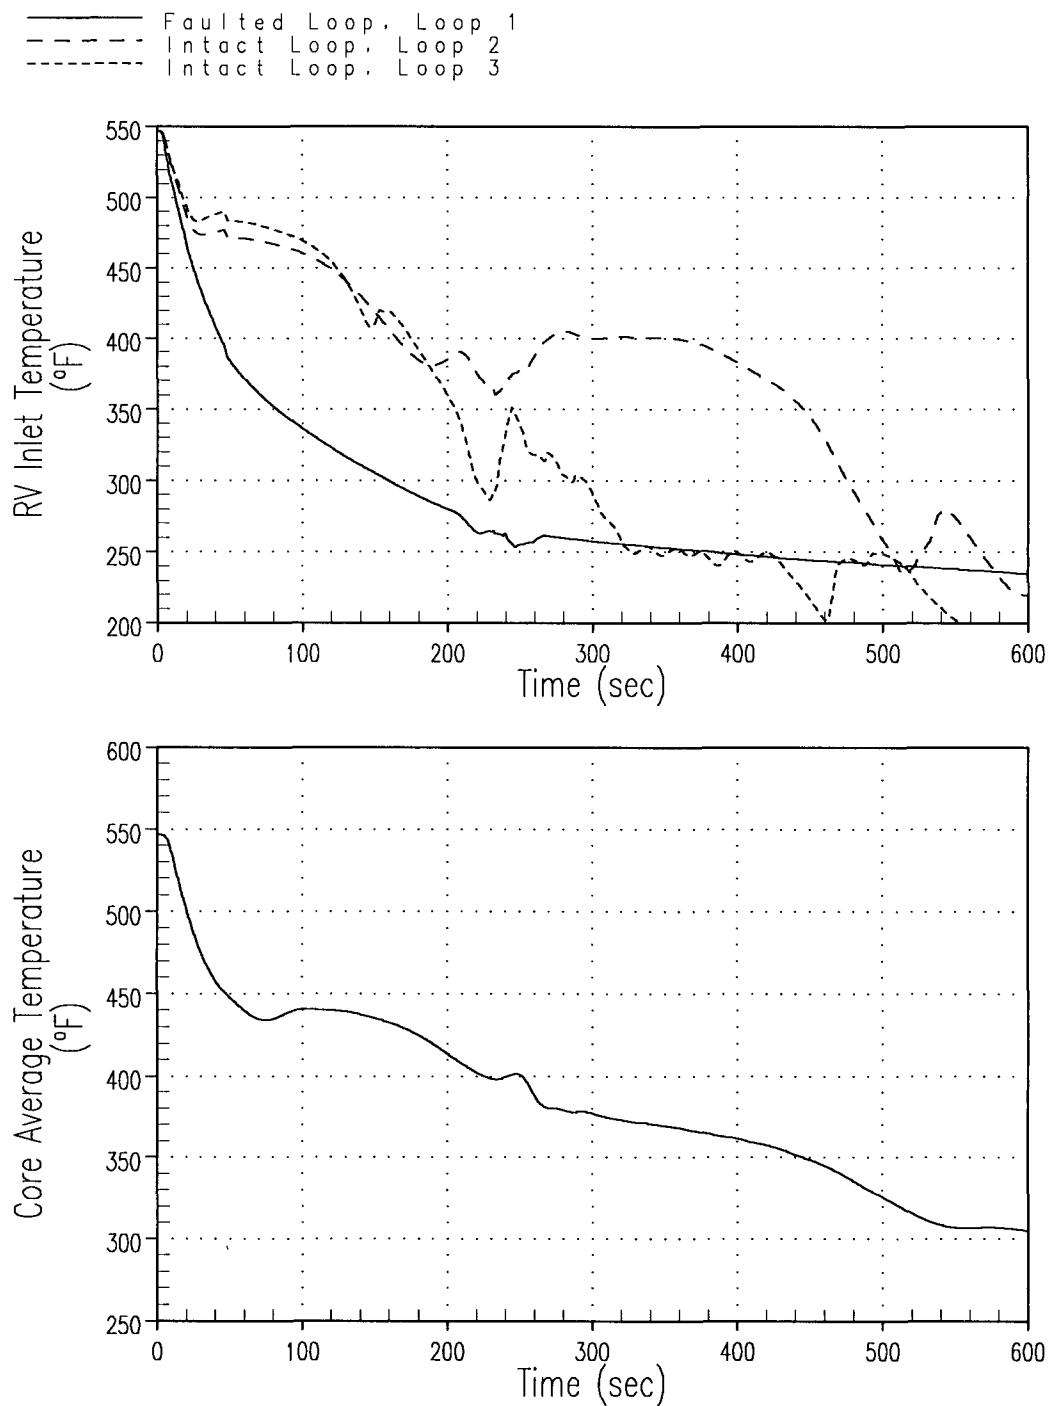 Faulted Loop, Loop 1
Intact Loop, Loop 2
Intact Loop, Loop 3
550
500
450
400
350
300
250
200
RV Inlet Temperature
(°F)
0 100 200 300 400 500 600
Time (sec)
600
550
500
450
400
350
300
250
Core Average Temperature
(°F)
0 100 200 300 400 500 600
Time (sec)